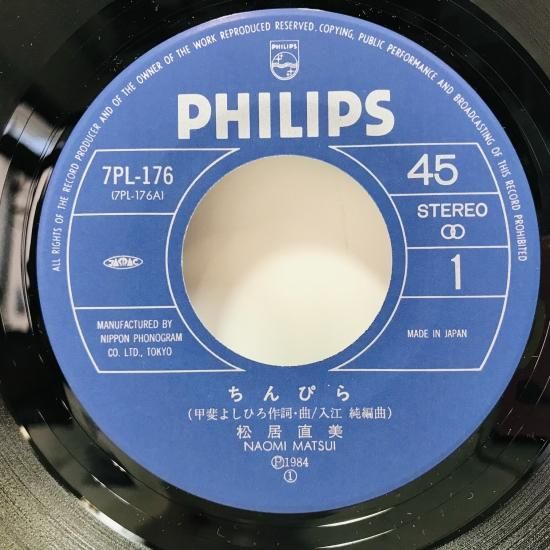 ALL RIGHTS OF THE RECORD PRODUCER AND OF THE OWNER OF THE WORK REPRODUCED RESERVED. COPYING, PUBLIC PERFORMANCE AND BROADCASTING OF THIS RECORD PROHIBITED
PHILIPS
PHILIPS
7PL-176
(7PL-176A)
45
STEREO
JASRAC
1
MANUFACTURED BY
NIPPON PHONOGRAM
CO. LTD., TOKYO
MADE IN JAPAN
ちんぴら
(甲斐よしひろ作詞・曲/入江 純編曲)
松居直美
NAOMI MATSUI
Ⓟ1984
①